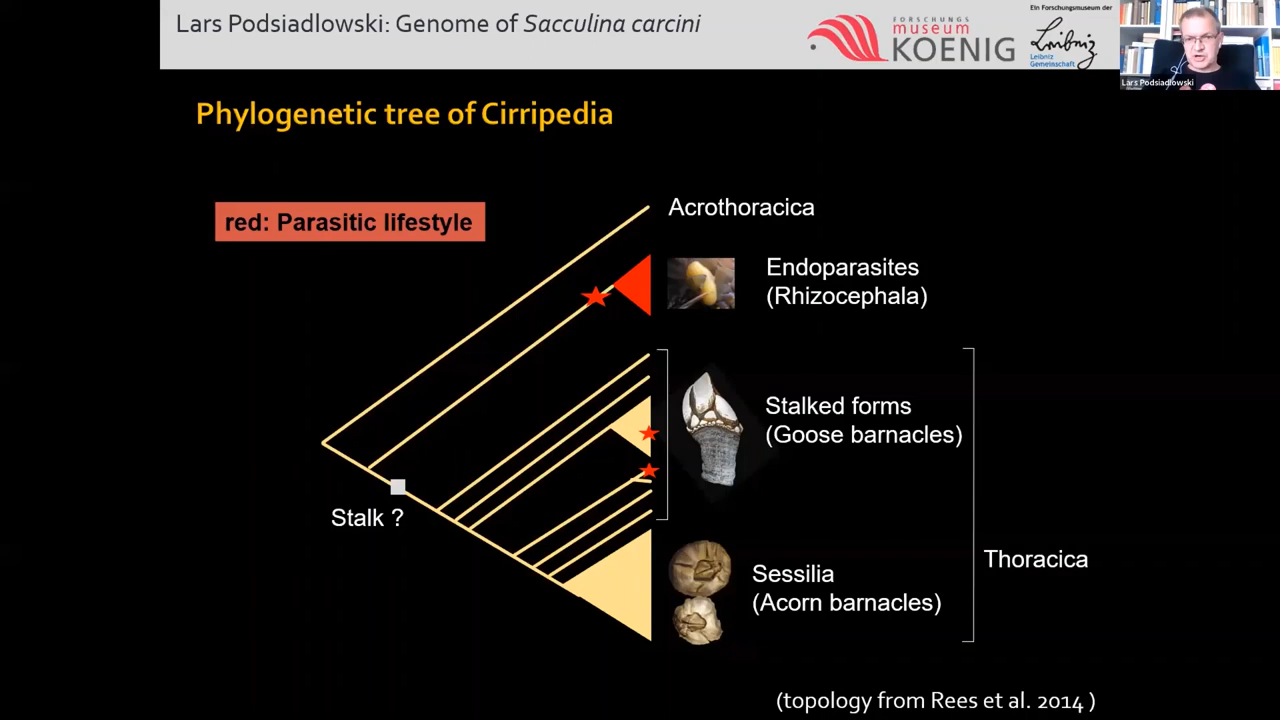 Lars Podsiadlowski: Genome of Sacculina carcini
FORSCHUNGS
museum
KOENIG
Ein Forschungsmuseum der
Leibniz
Leibniz
Gemeinschaft
Lars Podsiadlowski
Phylogenetic tree of Cirripedia
red: Parasitic lifestyle
Acrothoracica
Endoparasites
(Rhizocephala)
Stalked forms
(Goose barnacles)
Stalk ?
Thoracica
Sessilia
(Acorn barnacles)
(topology from Rees et al. 2014 )